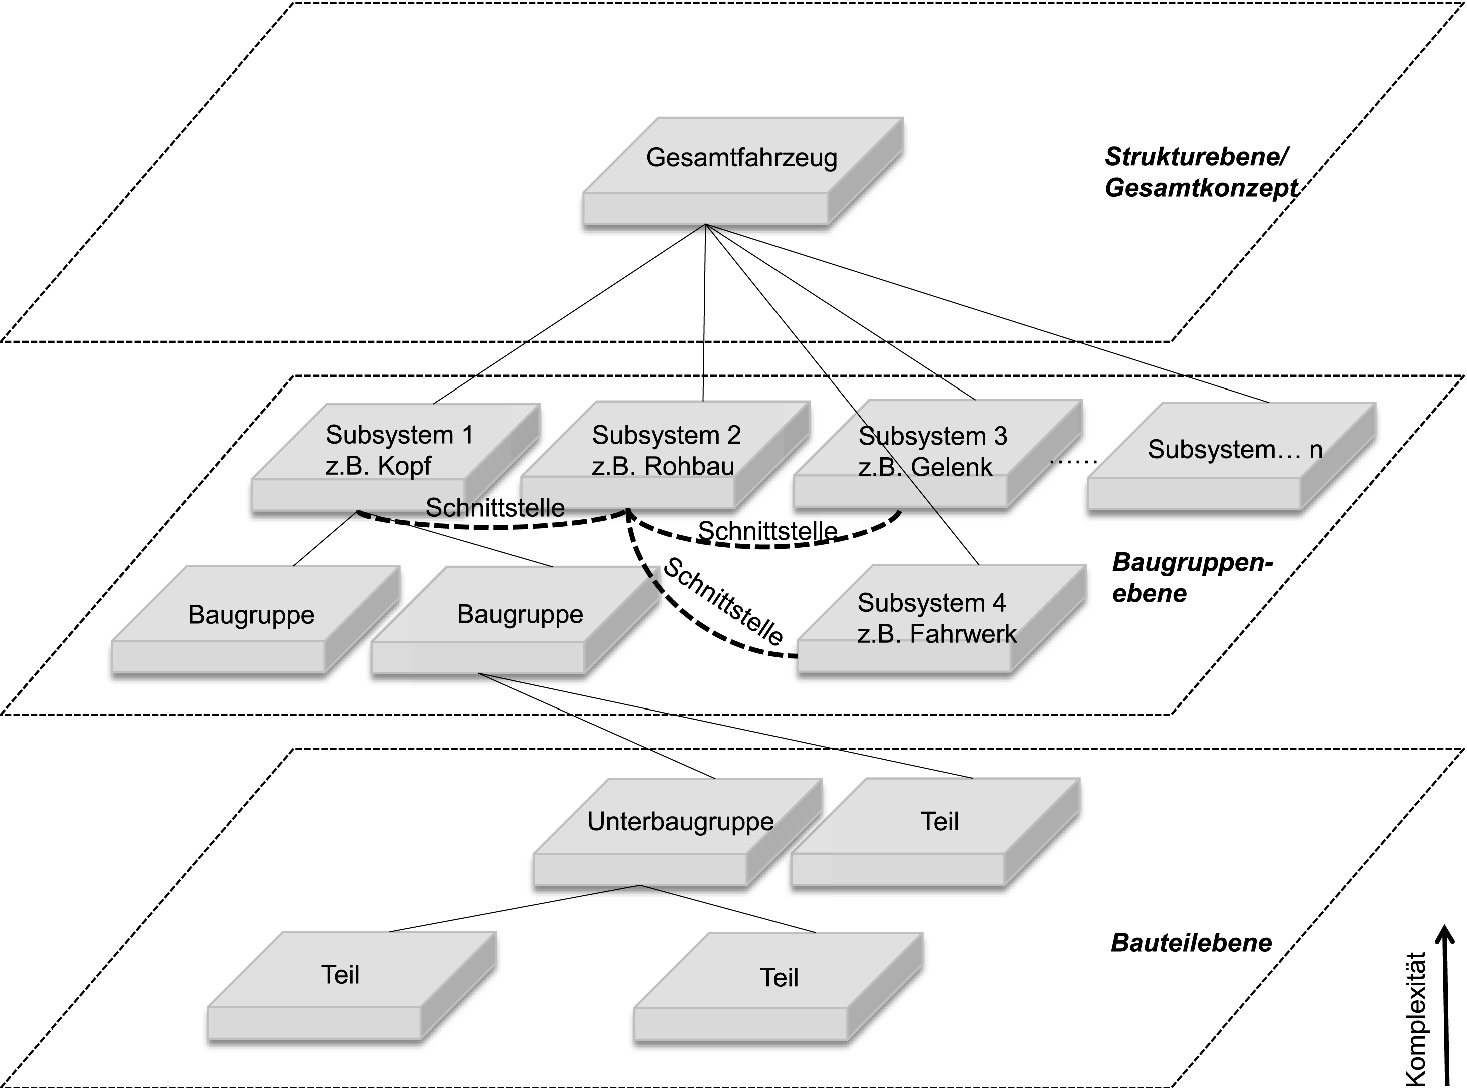 Gesamtfahrzeug
Strukturebene/
Gesamtkonzept
Subsystem 1
z.B. Kopf
Subsystem 2
z.B. Rohbau
Subsystem 3
z.B. Gelenk
Subsystem… n
Schnittstelle
Schnittstelle
Schnittstelle
Baugruppen-
ebene
Baugruppe
Baugruppe
Subsystem 4
z.B. Fahrwerk
Unterbaugruppe
Teil
Bauteilebene
Teil
Teil
Komplexität